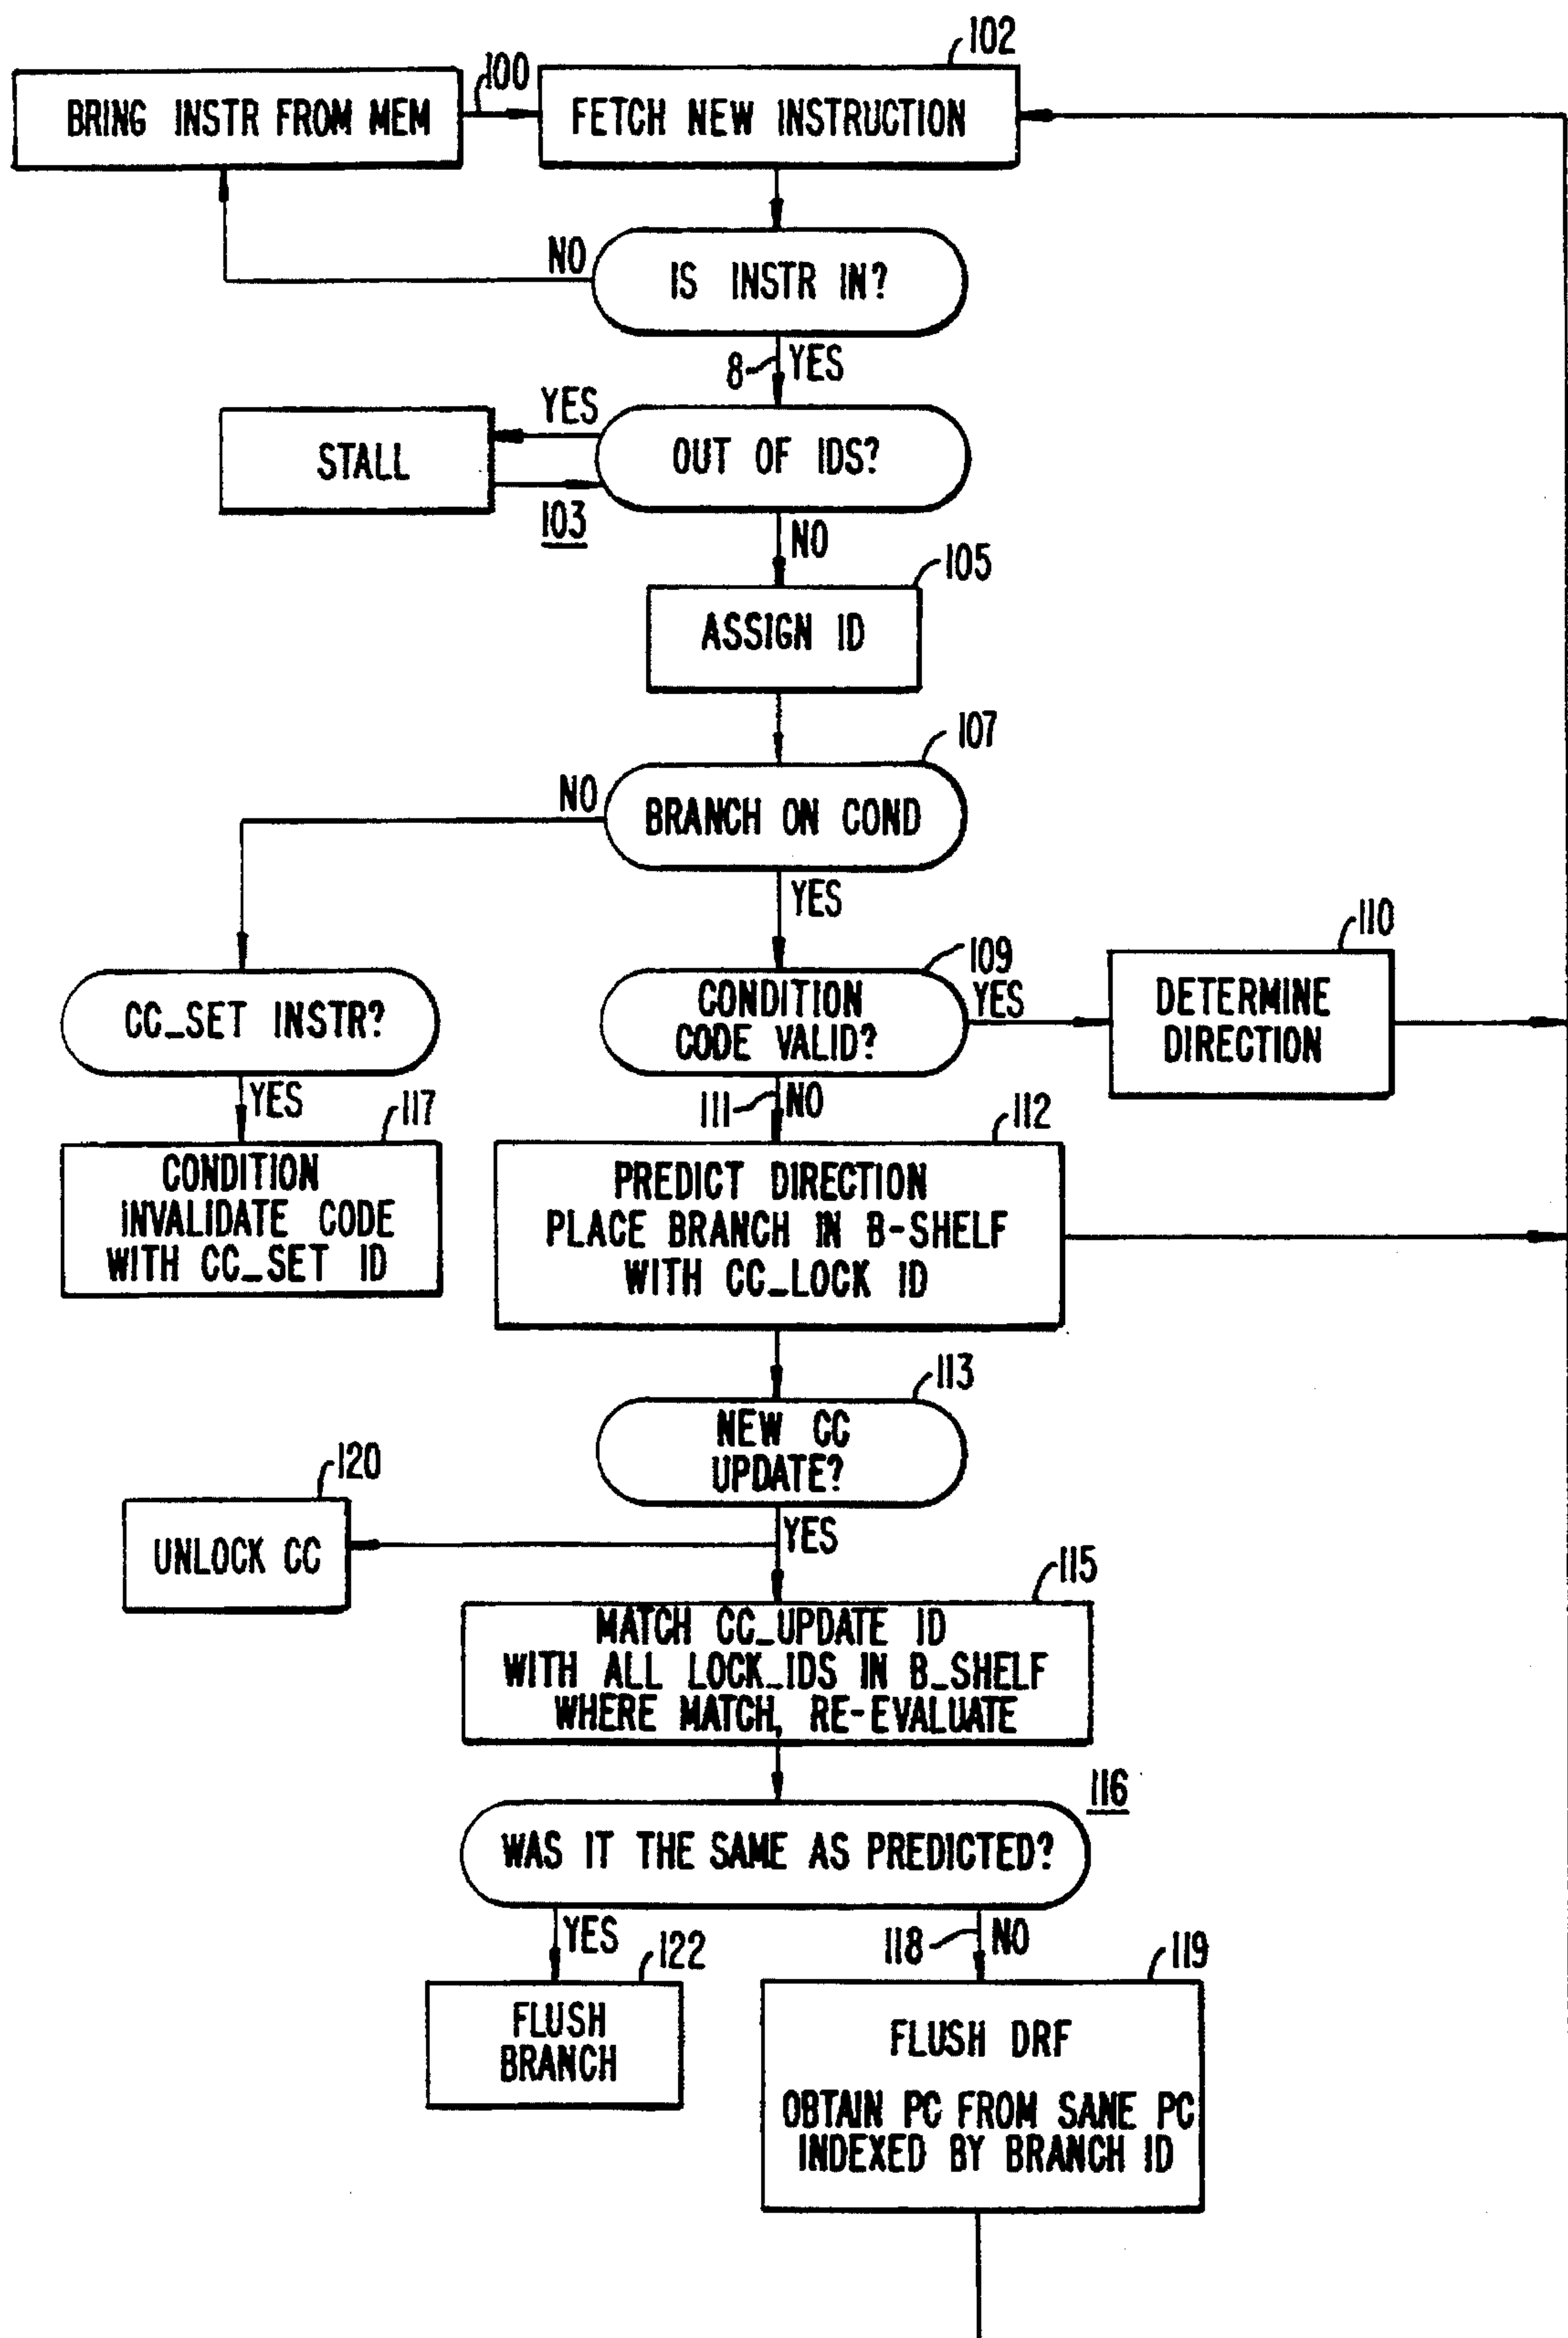 102
100
BRING INSTR FROM MEM
FETCH NEW INSTRUCTION
NO
IS INSTR IN?
8
YES
YES
STALL
OUT OF IDS?
103
NO
105
ASSIGN ID
107
NO
BRANCH ON COND
YES
110
109
CC_SET INSTR?
CONDITION
CODE VALID?
YES
DETERMINE
DIRECTION
YES
117
111
NO
112
CONDITION
INVALIDATE CODE
WITH CC_SET ID
PREDICT DIRECTION
PLACE BRANCH IN B-SHELF
WITH CC_LOCK ID
113
NEW CC
UPDATE?
120
YES
UNLOCK CC
115
MATCH CC_UPDATE ID
WITH ALL LOCK_IDS IN B_SHELF
WHERE MATCH, RE-EVALUATE
116
WAS IT THE SAME AS PREDICTED?
YES
122
118
NO
119
FLUSH
BRANCH
FLUSH DRF
OBTAIN PC FROM SANE PC
INDEXED BY BRANCH ID